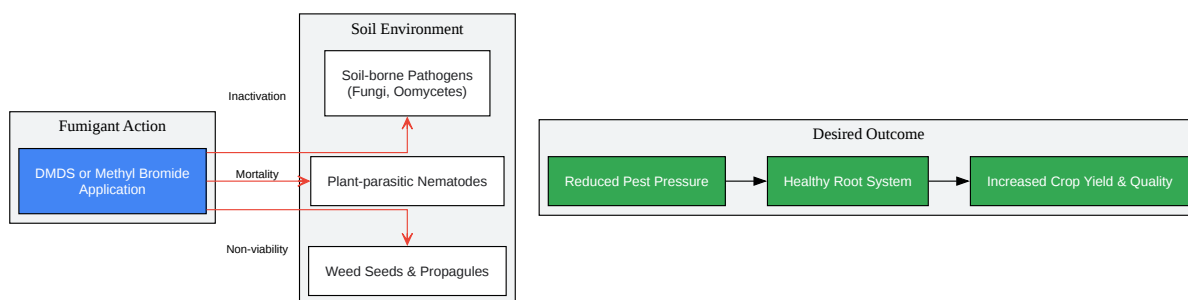 Soil Environment
Soil-borne Pathogens
(Fungi, Oomycetes)
Inactivation
Fumigant Action
DMDS or Methyl Bromide
Application
Mortality
Plant-parasitic Nematodes
Non-viability
Weed Seeds & Propagules
Desired Outcome
Reduced Pest Pressure
Healthy Root System
Increased Crop Yield & Quality